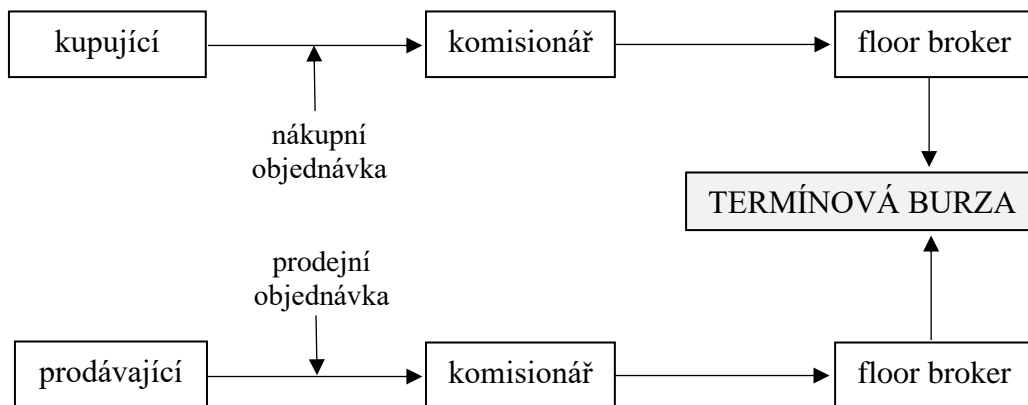 kupující
komisionář
floor broker
nákupní
objednávka
TERMÍNOVÁ BURZA
prodejní
objednávka
prodávající
komisionář
floor broker